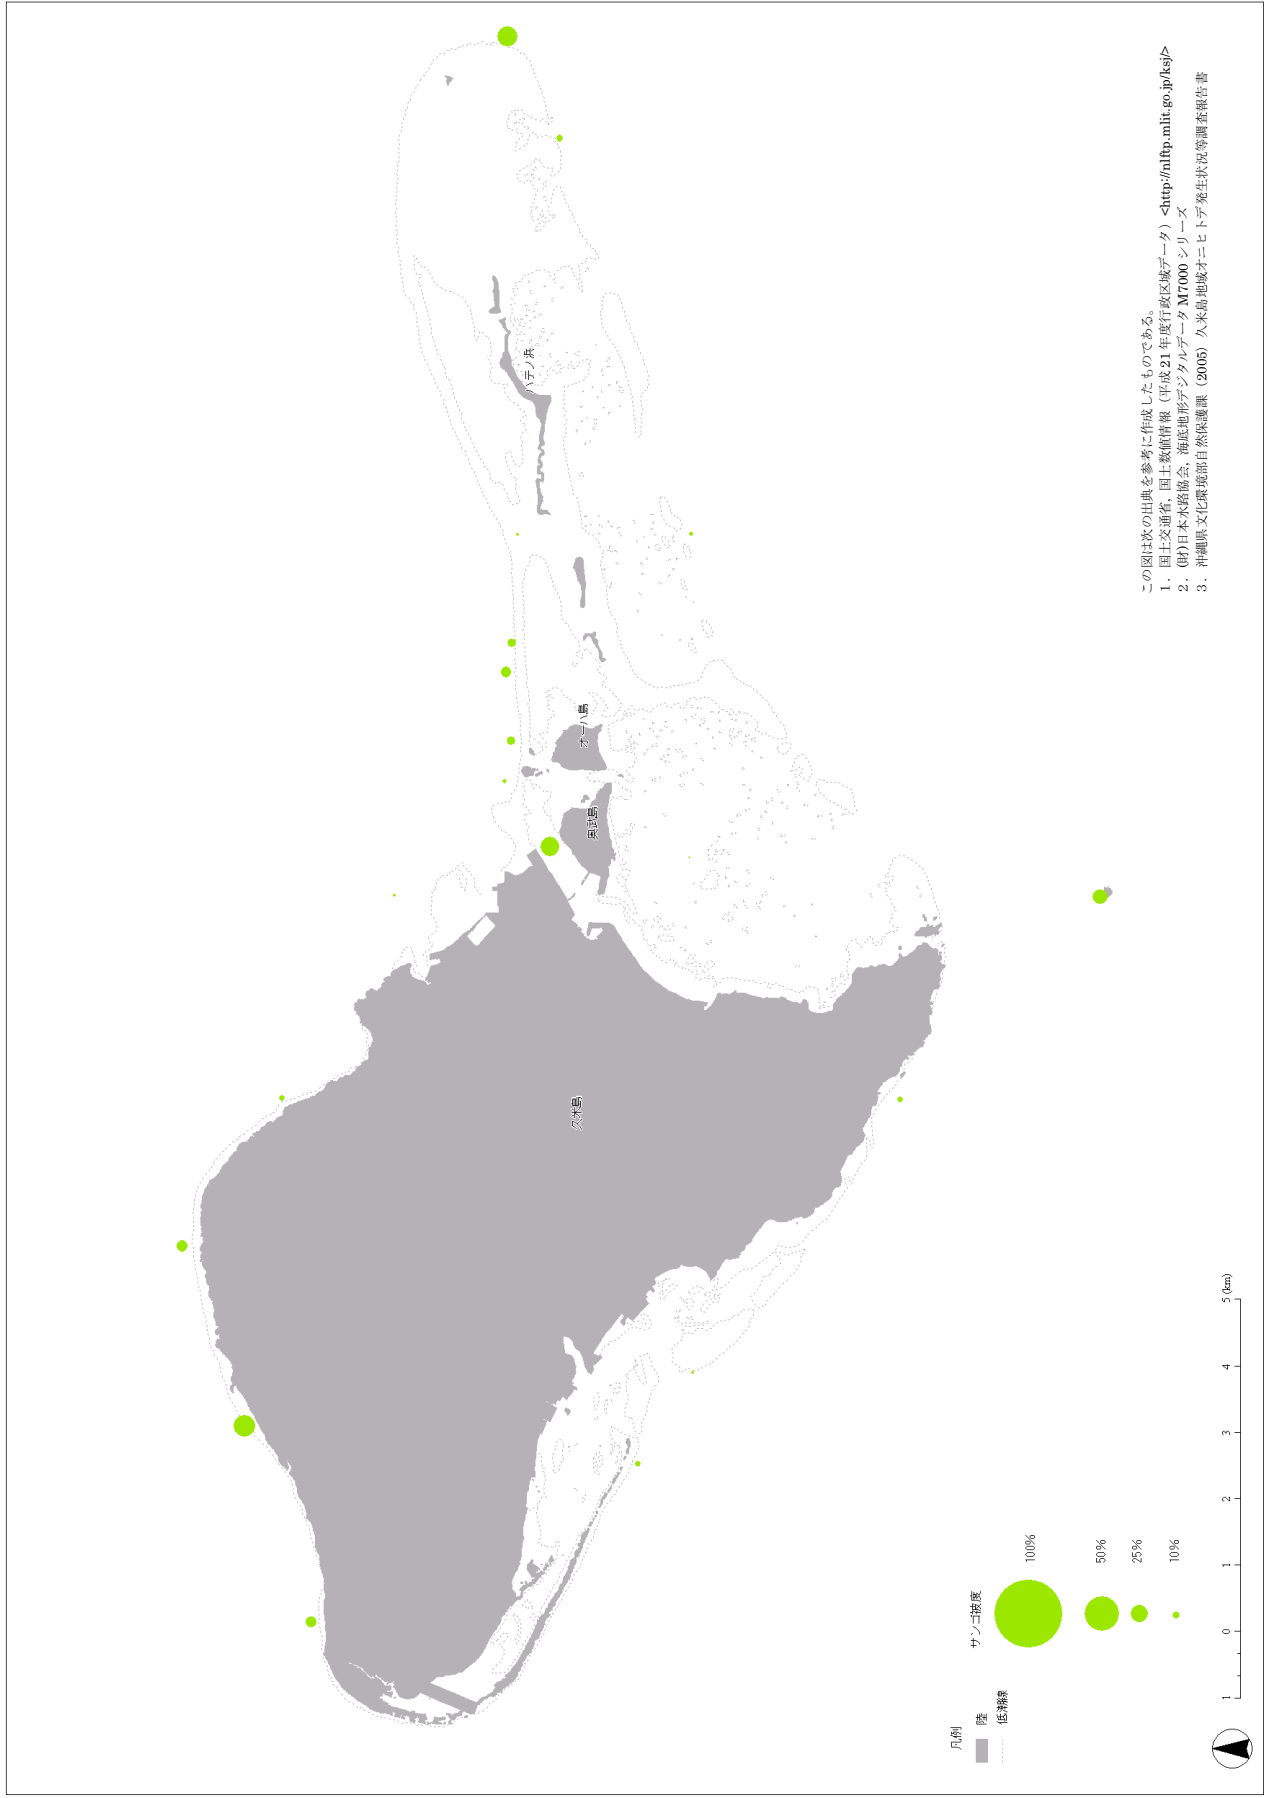 この図は次の出典を参考に作成したものである。
1. 国土交通省, 国土数値情報（平成21年度行政区域データ）<http://nlftp.mlit.go.jp/ksj/>
2. (財)日本水路協会, 海底地形デジタルデータ M7000 シリーズ
3. 沖縄県文化環境部自然保護課（2005）久米島地域オニヒトデ発生状況等調査報告書
ハテノ浜
オーハ島
奥武島
久米島
凡例
陸
低潮線
サンゴ被度
100%
50%
25%
10%
1 0 1 2 3 4 5 (km)